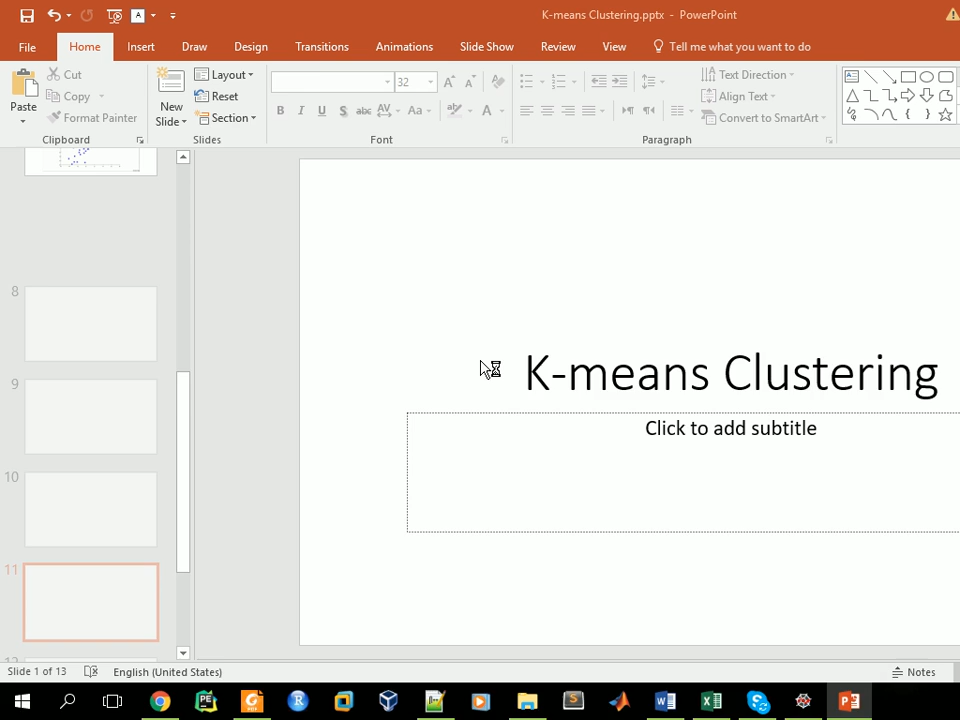 K-means Clustering.pptx - PowerPoint
File Home Insert Draw Design Transitions Animations Slide Show Review View Tell me what you want to do
Paste
Cut
Copy
Format Painter
New Slide
Layout
Reset
Section
32
B I U S abc AV Aa A
Text Direction
Align Text
Convert to SmartArt
Clipboard Slides Font Paragraph
8
9
10
11
K-means Clustering
Click to add subtitle
Slide 1 of 13 English (United States) Notes